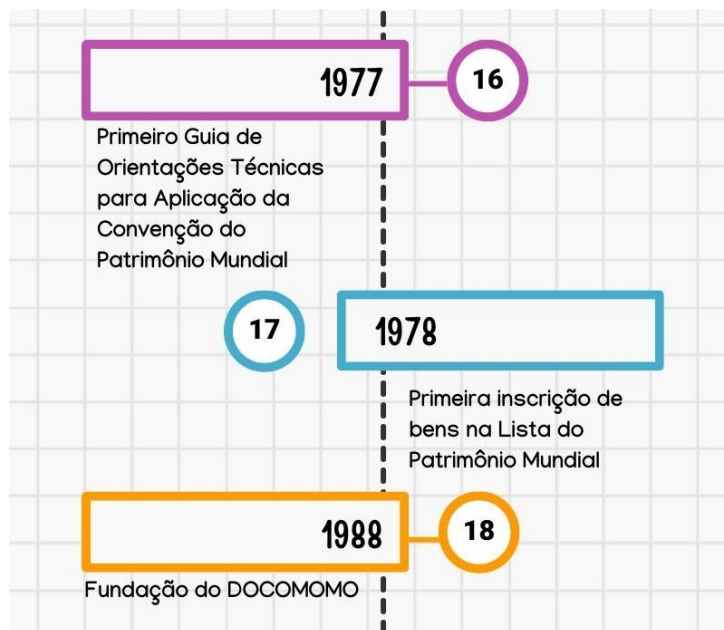 1977
16
Primeiro Guia de
Orientações Técnicas
para Aplicação da
Convenção do
Patrimônio Mundial
17
1978
Primeira inscrição de
bens na Lista do
Patrimônio Mundial
1988
18
Fundação do DOCOMOMO